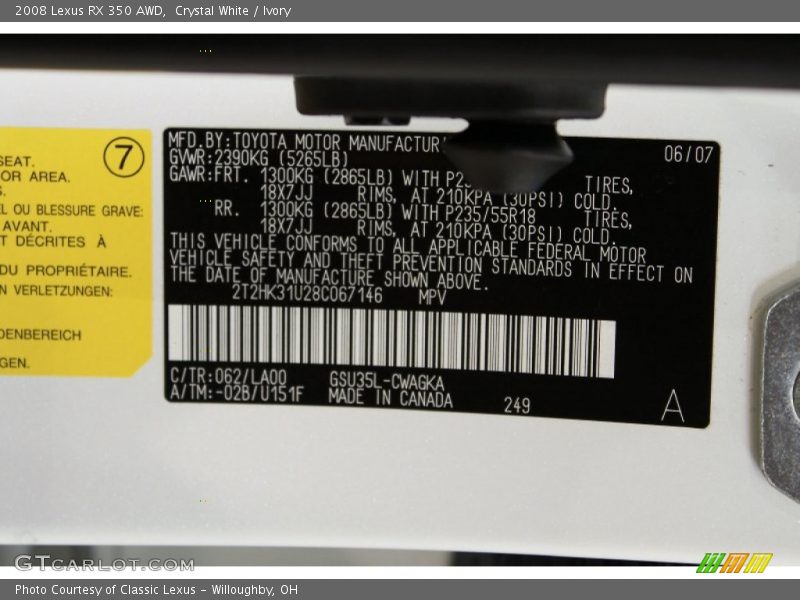 2008 Lexus RX 350 AWD, Crystal White / Ivory
SEAT.
OR AREA.
7
EL OU BLESSURE GRAVE:
AVANT.
T DÉCRITES À
DU PROPRIÉTAIRE.
N VERLETZUNGEN:
DENBEREICH
GEN.
MFD.BY:TOYOTA MOTOR MANUFACTUR 06/07
GVWR:2390KG (5265LB)
GAWR:FRT. 1300KG (2865LB) WITH TIRES,
18X7JJ RIMS, AT 210KPA (30PSI) COLD.
RR. 1300KG (2865LB) WITH P235/55R18 TIRES,
18X7JJ RIMS, AT 210KPA (30PSI) COLD.
THIS VEHICLE CONFORMS TO ALL APPLICABLE FEDERAL MOTOR
VEHICLE SAFETY AND THEFT PREVENTION STANDARDS IN EFFECT ON
THE DATE OF MANUFACTURE SHOWN ABOVE.
2T2HK31U28C067146 MPV
C/TR:062/LA00 GSU35L-CWAGKA
A/TM:-02B/U151F MADE IN CANADA 249 A
GTCARLOT.COM
Photo Courtesy of Classic Lexus - Willoughby, OH